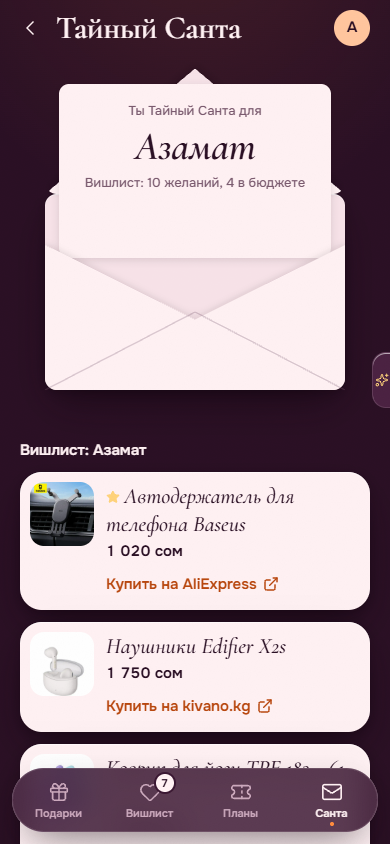 Тайный Санта
А
Ты Тайный Санта для
Азамат
Вишлист: 10 желаний, 4 в бюджете
Вишлист: Азамат
Автодержатель для
телефона Baseus
1 020 сом
Купить на AliExpress
Наушники Edifier X2s
1 750 сом
Купить на kivano.kg
7
Подарки
Вишлист
Планы
Санта